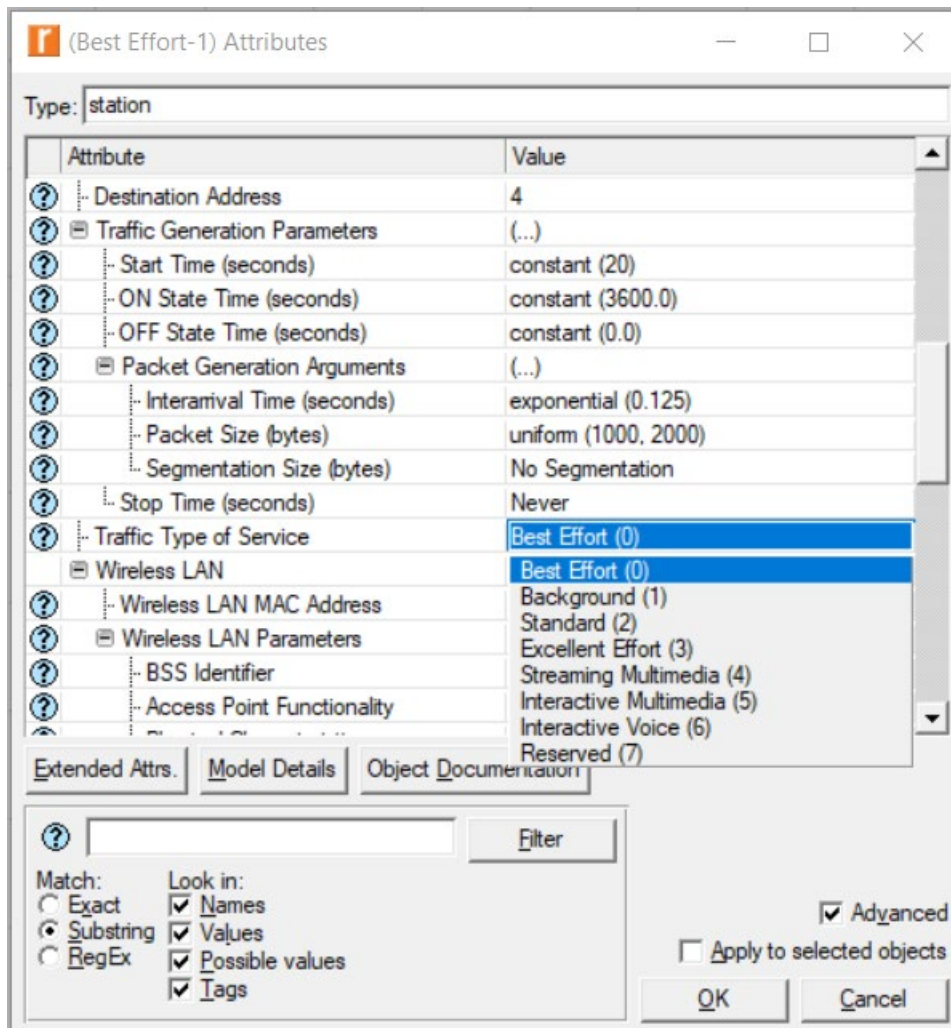 (Best Effort-1) Attributes
Type: station
Attribute Value
Destination Address 4
Traffic Generation Parameters (...)
Start Time (seconds) constant (20)
ON State Time (seconds) constant (3600.0)
OFF State Time (seconds) constant (0.0)
Packet Generation Arguments (...)
Interarrival Time (seconds) exponential (0.125)
Packet Size (bytes) uniform (1000, 2000)
Segmentation Size (bytes) No Segmentation
Stop Time (seconds) Never
Traffic Type of Service Best Effort (0)
Wireless LAN Best Effort (0)
Wireless LAN MAC Address Background (1)
Standard (2)
Wireless LAN Parameters Excellent Effort (3)
BSS Identifier Streaming Multimedia (4)
Access Point Functionality Interactive Multimedia (5)
Interactive Voice (6)
Reserved (7)
Extended Attrs. Model Details Object Documentation
Filter
Match: Look in:
Exact Names
Substring Values
RegEx Possible values
Tags
Advanced
Apply to selected objects
OK Cancel